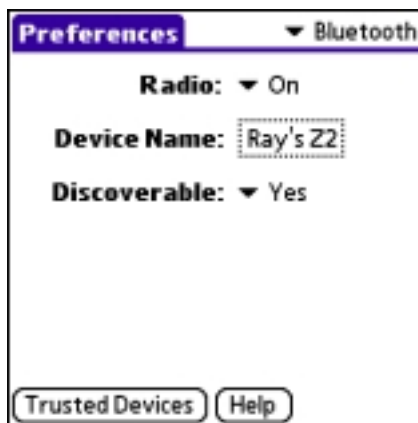 Preferences Bluetooth
Radio: On
Device Name: Ray's Z2
Discoverable: Yes
Trusted Devices Help